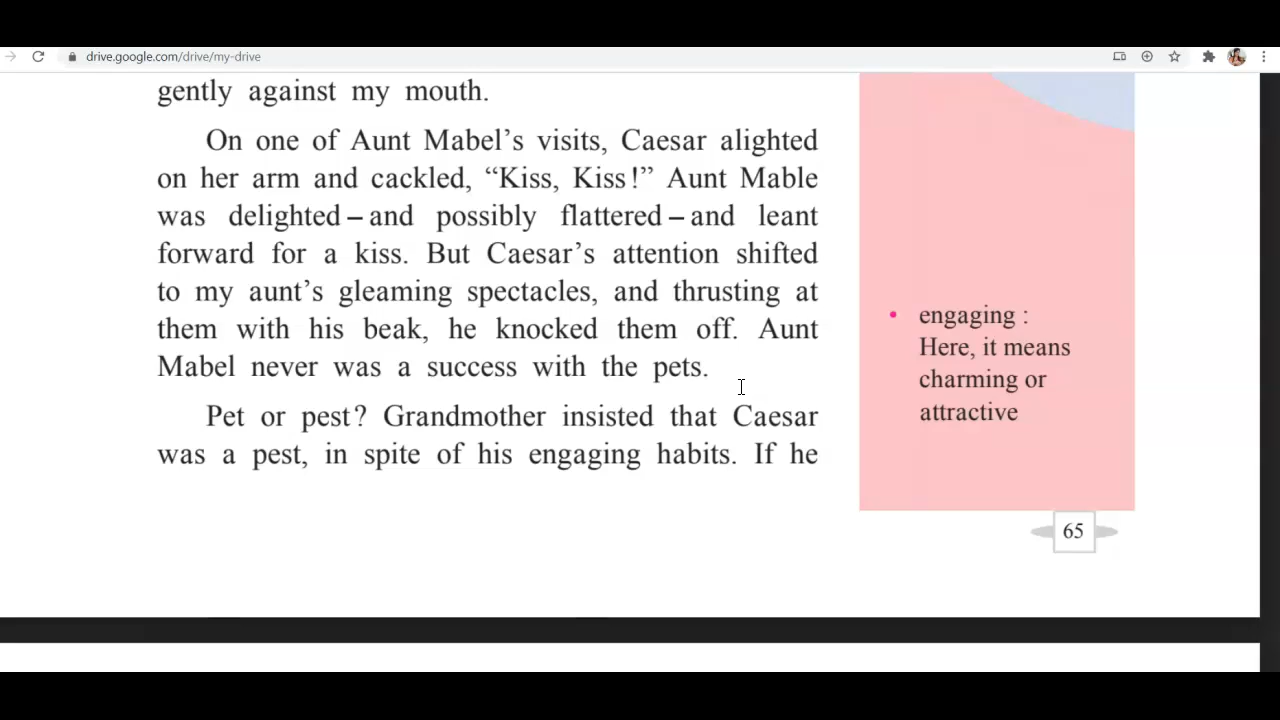 drive.google.com/drive/my-drive
gently against my mouth.
On one of Aunt Mabel’s visits, Caesar alighted
on her arm and cackled, “Kiss, Kiss!” Aunt Mable
was delighted – and possibly flattered – and leant
forward for a kiss. But Caesar’s attention shifted
to my aunt’s gleaming spectacles, and thrusting at
them with his beak, he knocked them off. Aunt
Mabel never was a success with the pets.
Pet or pest? Grandmother insisted that Caesar
was a pest, in spite of his engaging habits. If he
• engaging :
Here, it means
charming or
attractive
65